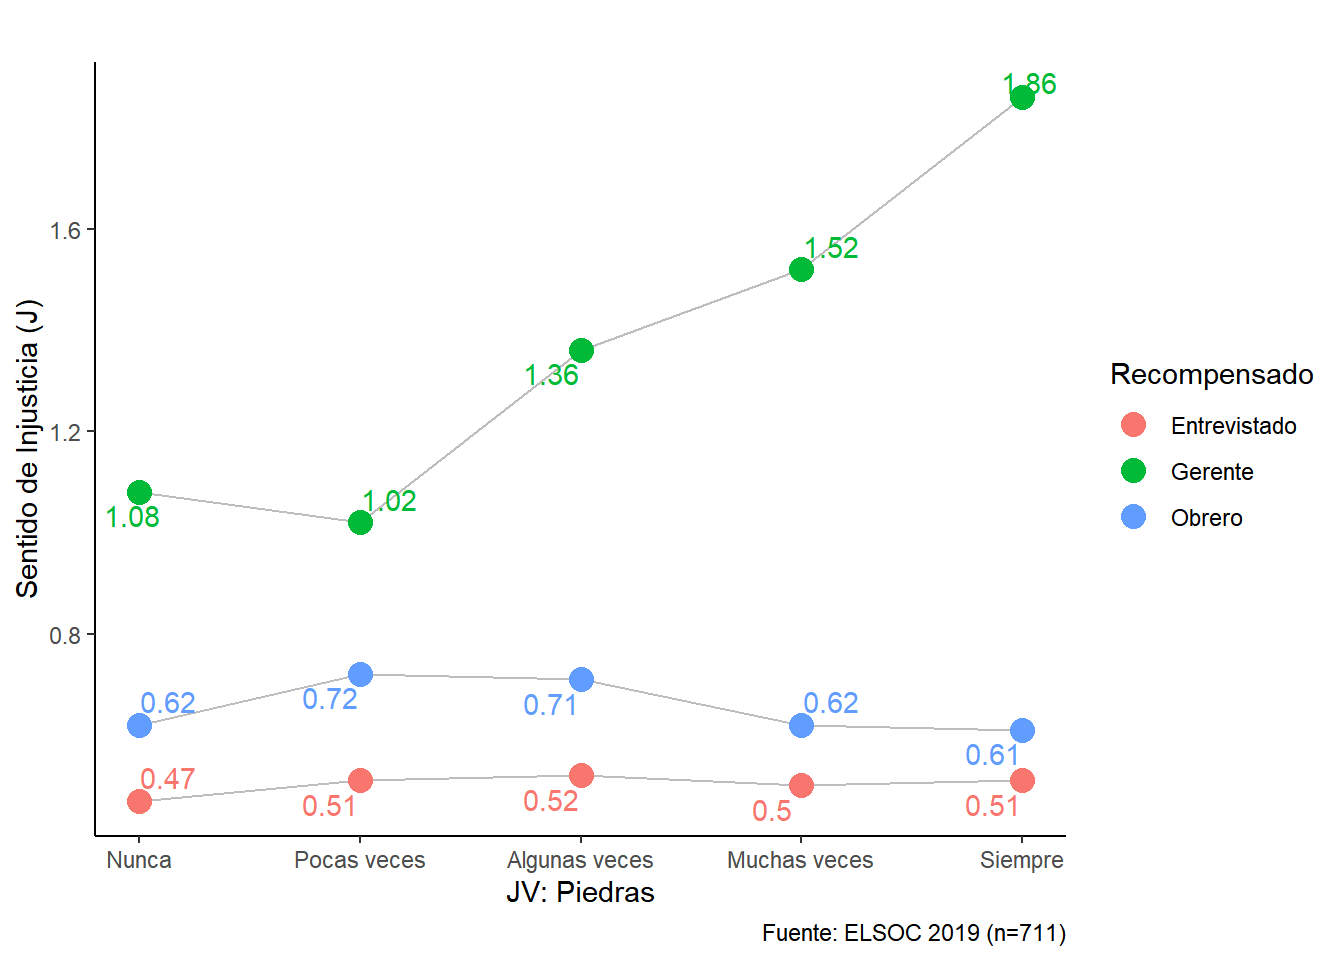 1.86
1.6
1.52
1.36
1.2
1.08
1.02
0.8
0.62
0.72
0.71
0.62
0.61
0.47
0.51
0.52
0.5
0.51
Sentido de Injusticia (J)
Nunca
Pocas veces
Algunas veces
Muchas veces
Siempre
JV: Piedras
Fuente: ELSOC 2019 (n=711)
Recompensado
Entrevistado
Gerente
Obrero